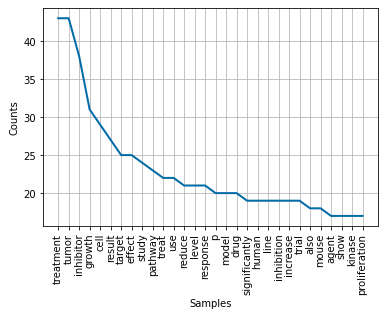 40
35
30
25
20
Counts
treatment
tumor
inhibitor
growth
cell
result
target
effect
study
pathway
treat
use
reduce
level
response
p
model
drug
significantly
human
line
inhibition
increase
trial
also
mouse
agent
show
kinase
proliferation
Samples